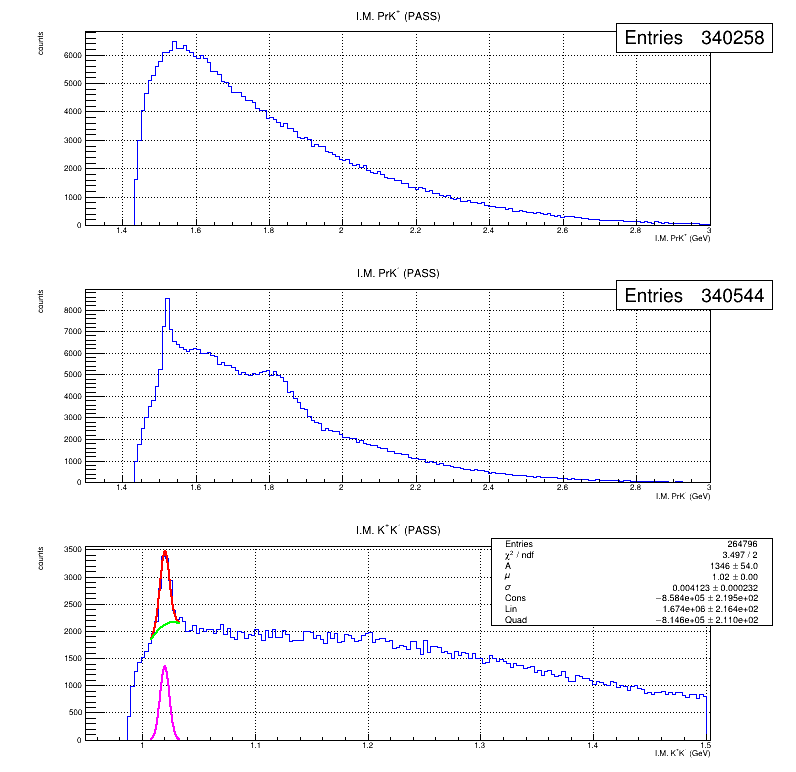 I.M. PrK⁺ (PASS)
counts
Entries 340258
6000
5000
4000
3000
2000
1000
0
1.4 1.6 1.8 2 2.2 2.4 2.6 2.8 3
I.M. PrK⁺ (GeV)
I.M. PrK⁻ (PASS)
counts
Entries 340544
8000
7000
6000
5000
4000
3000
2000
1000
0
1.4 1.6 1.8 2 2.2 2.4 2.6 2.8 3
I.M. PrK⁻ (GeV)
I.M. K⁺K⁻ (PASS)
counts
Entries 264796
χ² / ndf 3.497 / 2
A 1346 ± 54.0
μ 1.02 ± 0.00
σ 0.004123 ± 0.000232
Cons −8.584e+05 ± 2.195e+02
Lin 1.674e+06 ± 2.164e+02
Quad −8.146e+05 ± 2.110e+02
3500
3000
2500
2000
1500
1000
500
0
1 1.1 1.2 1.3 1.4 1.5
I.M. K⁺K⁻ (GeV)